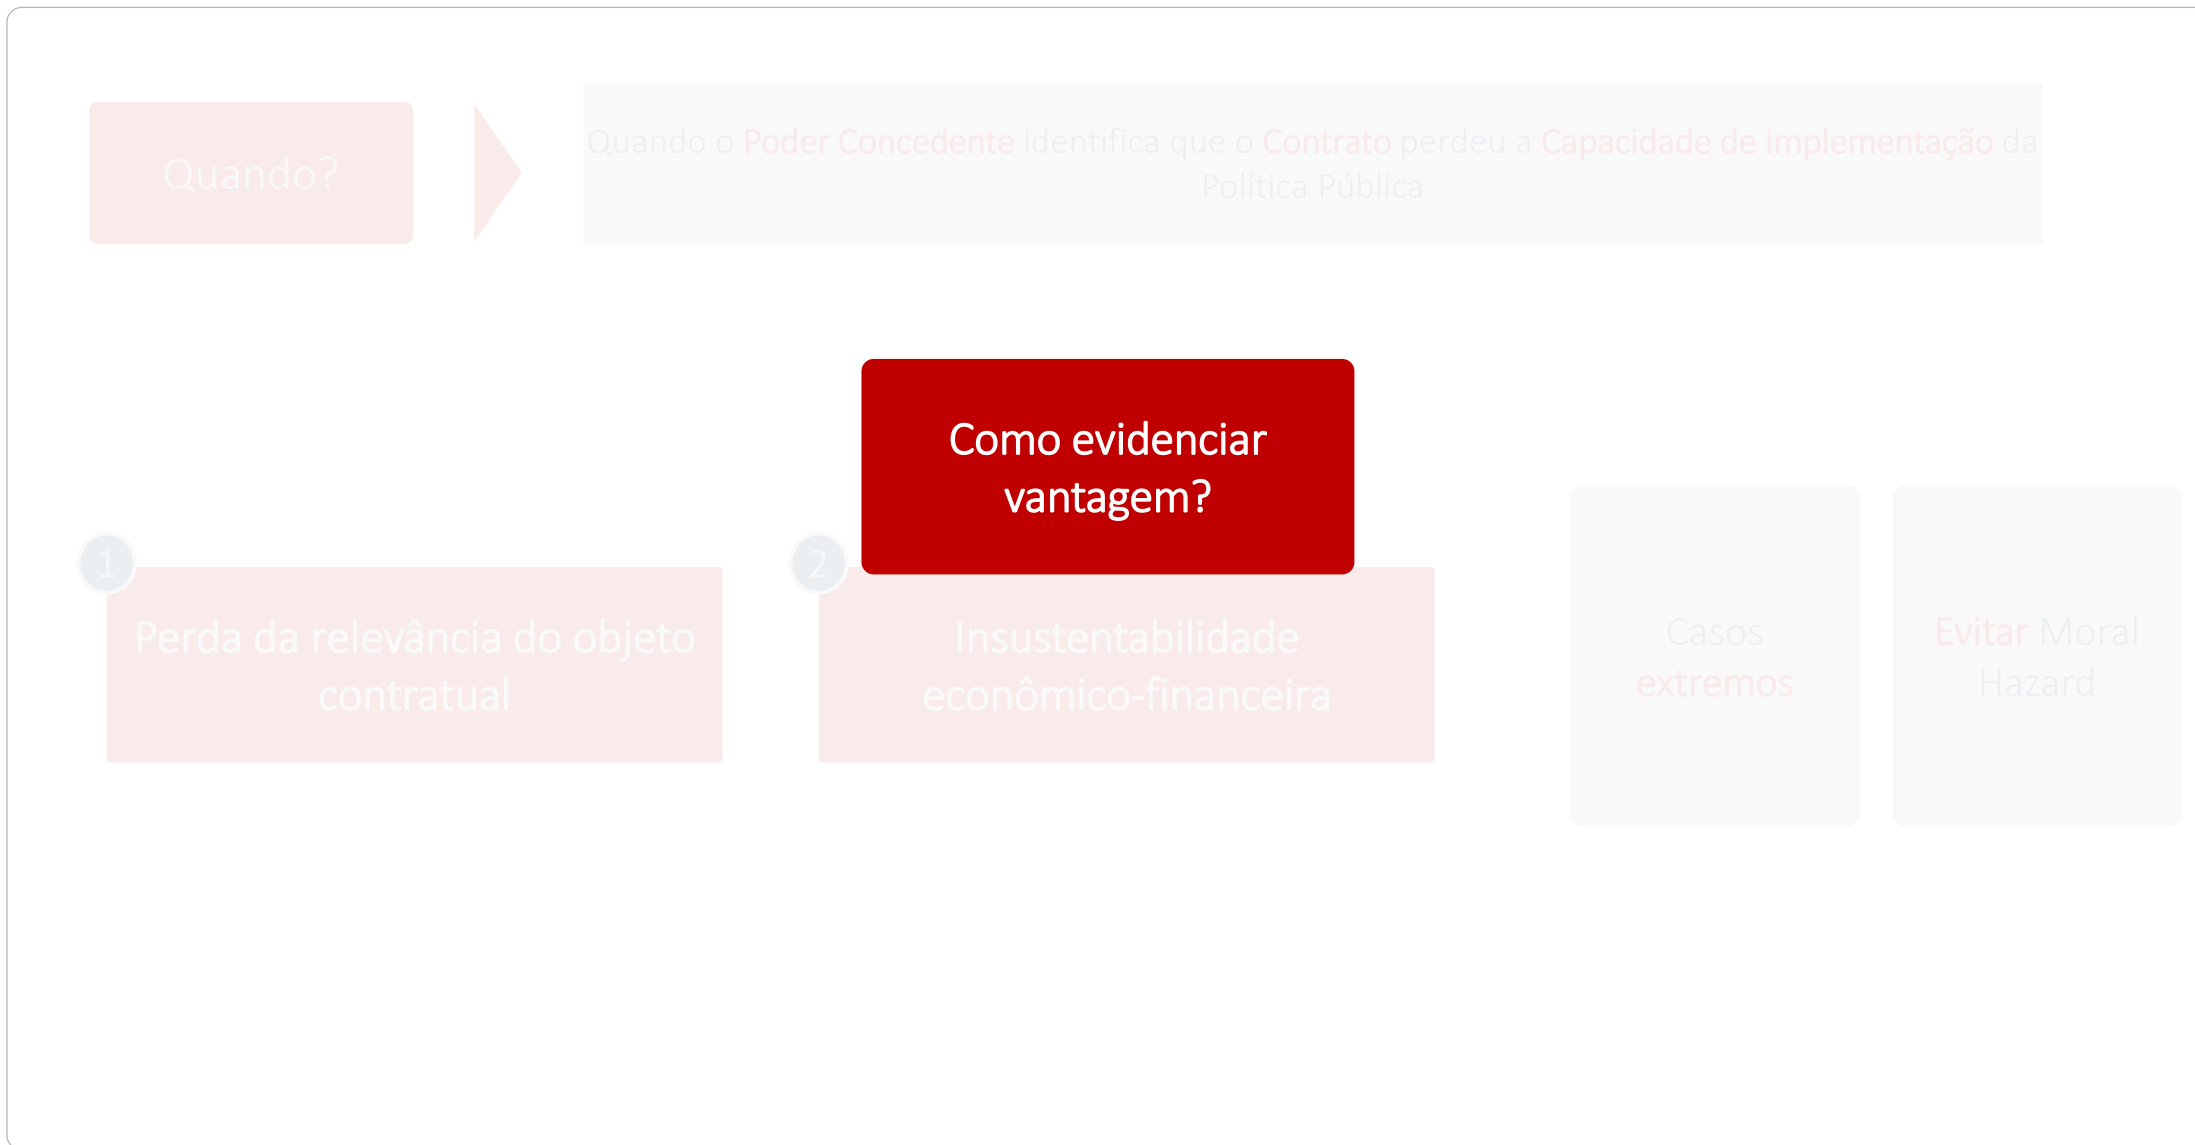 Quando?
Quando o Poder Concedente identifica que o Contrato perdeu a Capacidade de implementação da
Política Pública
Como evidenciar
vantagem?
1
Perda da relevância do objeto
contratual
2
Insustentabilidade
econômico-financeira
Casos
extremos
Evitar Moral
Hazard